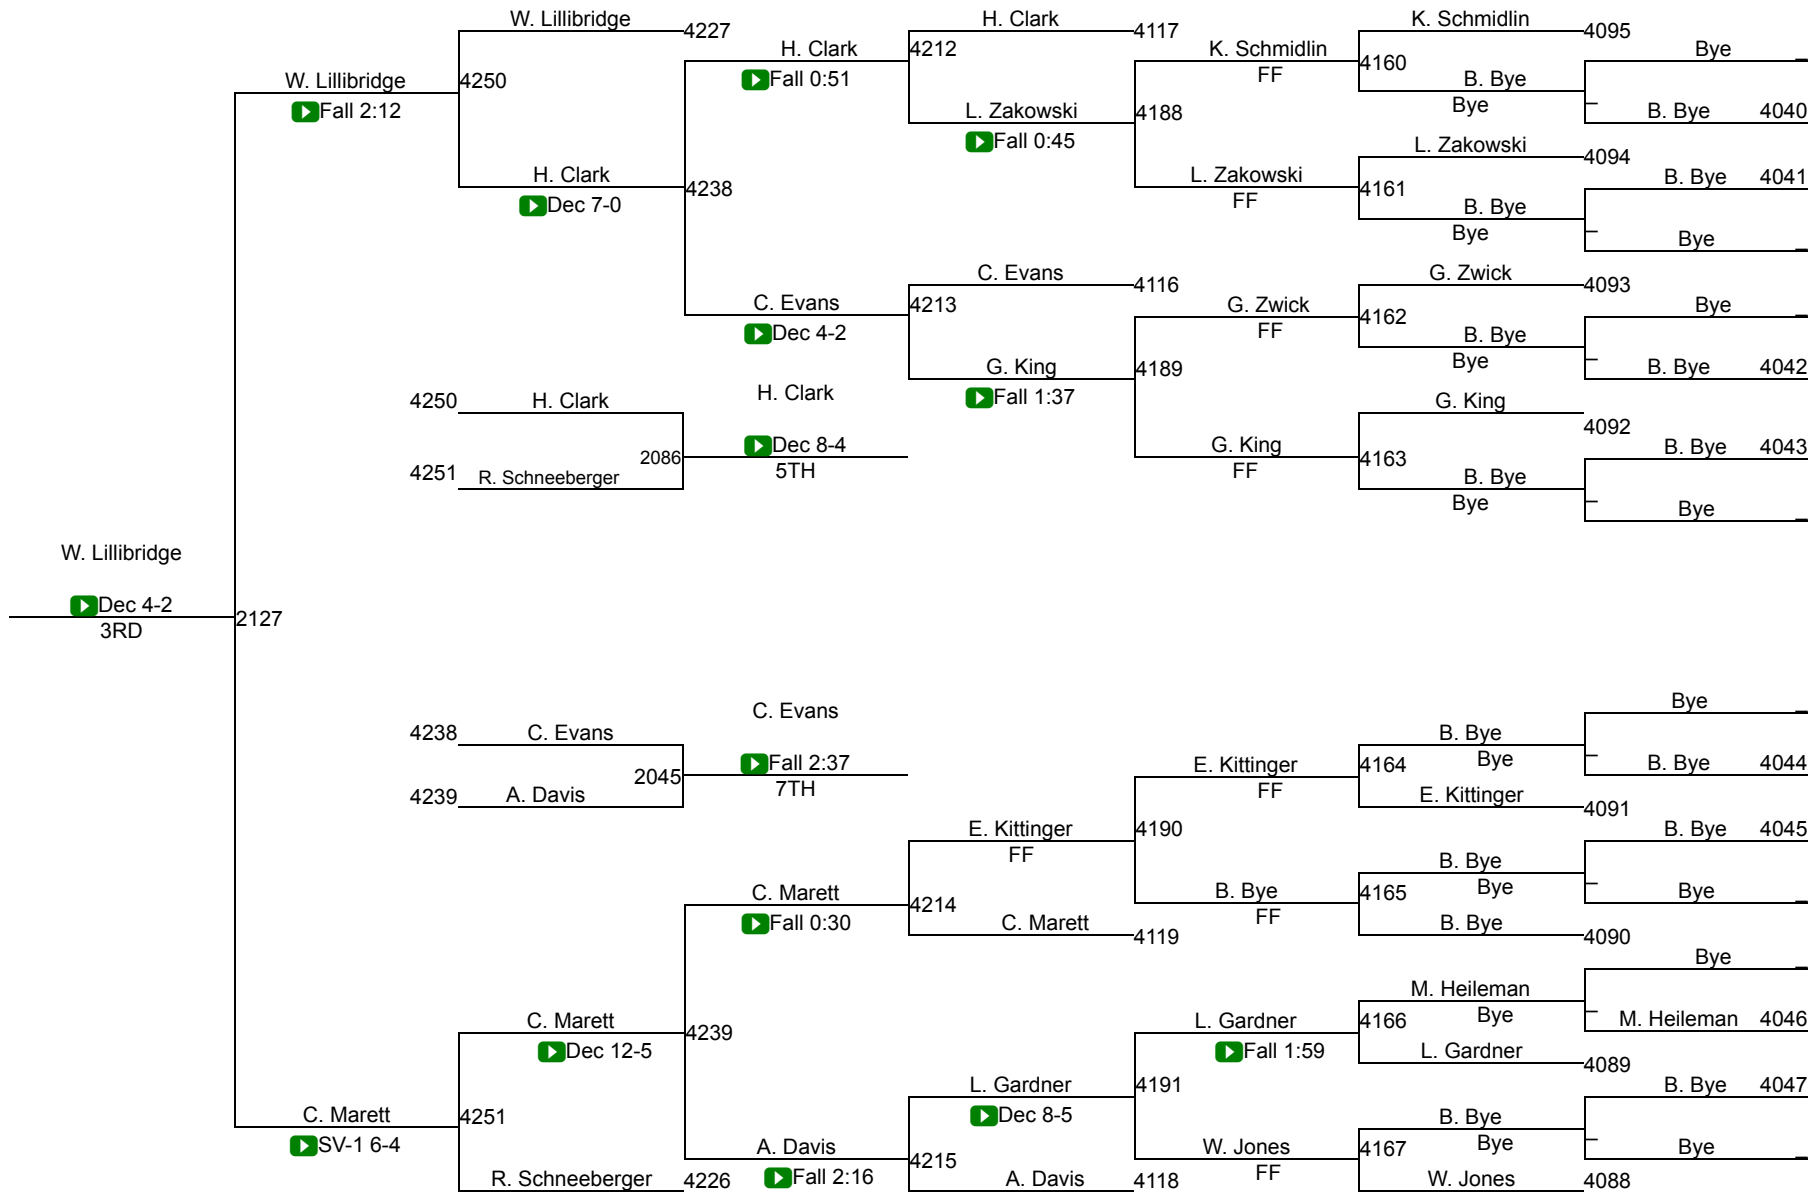 W. Lillibridge
4227
H. Clark
4117
K. Schmidlin
4095
H. Clark
4212
K. Schmidlin
Bye
W. Lillibridge
4250
Fall 0:51
FF
4160
B. Bye
Fall 2:12
L. Zakowski
4188
Bye
B. Bye
4040
Fall 0:45
L. Zakowski
4094
H. Clark
4238
L. Zakowski
4161
B. Bye
4041
Dec 7-0
FF
B. Bye
Bye
Bye
C. Evans
4116
G. Zwick
4093
C. Evans
4213
G. Zwick
4162
Bye
Dec 4-2
FF
B. Bye
Bye
G. King
4189
B. Bye
4042
4250
H. Clark
H. Clark
Fall 1:37
G. King
4092
Dec 8-4
2086
5TH
G. King
4163
B. Bye
4043
4251
R. Schneeberger
FF
B. Bye
Bye
Bye
W. Lillibridge
Dec 4-2
2127
3RD
C. Evans
Bye
4238
C. Evans
B. Bye
Fall 2:37
2045
7TH
E. Kittinger
4164
Bye
B. Bye
4044
4239
A. Davis
FF
E. Kittinger
4091
E. Kittinger
4190
B. Bye
4045
FF
B. Bye
C. Marett
4214
B. Bye
4165
Bye
Bye
Fall 0:30
C. Marett
4119
FF
B. Bye
4090
Bye
M. Heileman
C. Marett
4239
L. Gardner
4166
Bye
M. Heileman
4046
Dec 12-5
Fall 1:59
L. Gardner
4089
L. Gardner
4191
B. Bye
4047
C. Marett
4251
Dec 8-5
B. Bye
SV-1 6-4
A. Davis
4215
W. Jones
4167
Bye
Bye
R. Schneeberger
4226
Fall 2:16
A. Davis
4118
FF
W. Jones
4088